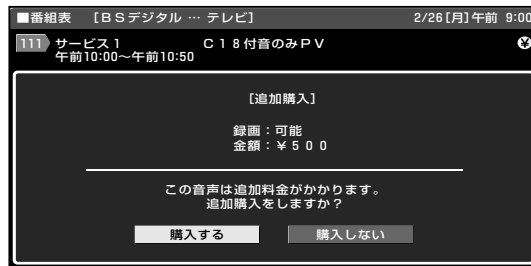 ■番組表 [BSデジタル … テレビ] 2/26[月]午前 9:00
111 サービス1 C18付音のみPV ¥
午前10:00～午前10:50
[追加購入]
録画：可能
金額：¥500
この音声は追加料金がかかります。
追加購入をしますか？
購入する 購入しない